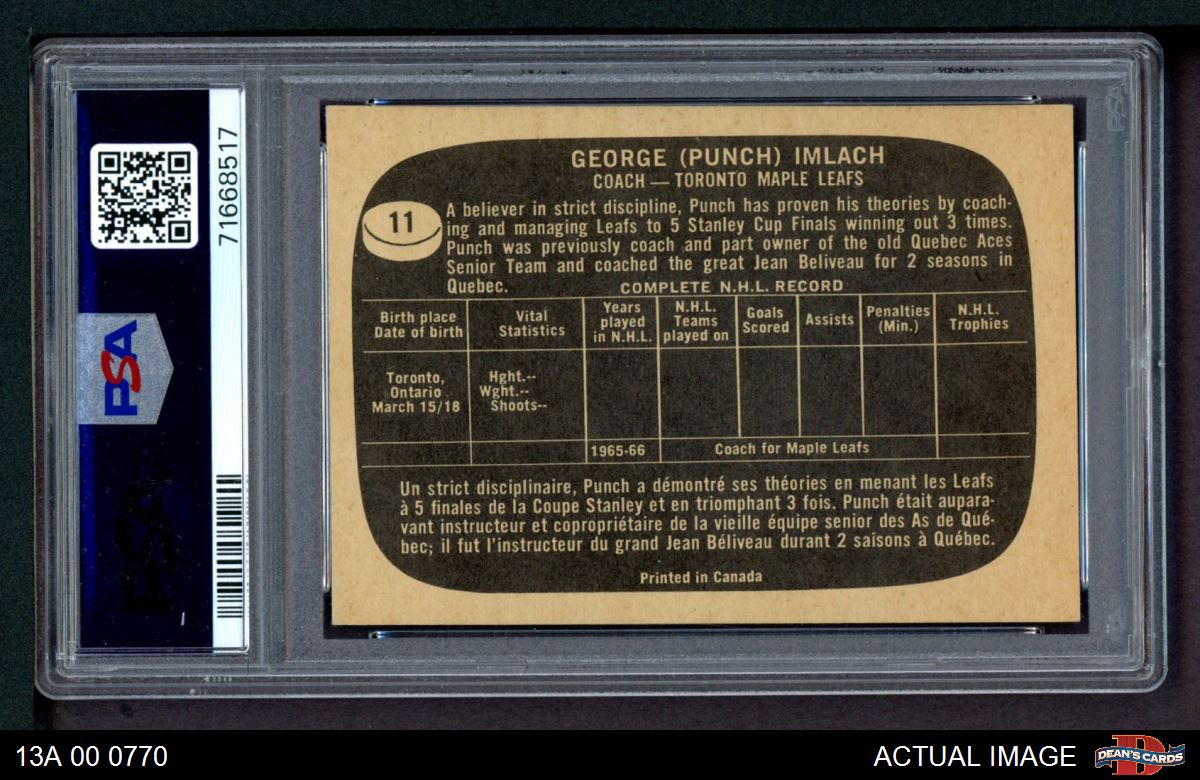 71668517
PSA
PSA
GEORGE (PUNCH) IMLACH
COACH — TORONTO MAPLE LEAFS
11
A believer in strict discipline, Punch has proven his theories by coach-
ing and managing Leafs to 5 Stanley Cup Finals winning out 3 times.
Punch was previously coach and part owner of the old Quebec Aces
Senior Team and coached the great Jean Beliveau for 2 seasons in
Quebec.
COMPLETE N.H.L. RECORD
Birth place
Date of birth
Vital
Statistics
Years
played
in N.H.L.
N.H.L.
Teams
played on
Goals
Scored
Assists
Penalties
(Min.)
N.H.L.
Trophies
Toronto,
Ontario
March 15/18
Hght.--
Wght.--
Shoots--
1965-66
Coach for Maple Leafs
Un strict disciplinaire, Punch a démontré ses théories en menant les Leafs
à 5 finales de la Coupe Stanley et en triomphant 3 fois. Punch était aupara-
vant instructeur et copropriétaire de la vieille équipe senior des As de Qué-
bec; il fut l'instructeur du grand Jean Béliveau durant 2 saisons à Québec.
Printed in Canada
PSA
13A 00 0770
ACTUAL IMAGE
D
DEAN'S CARDS